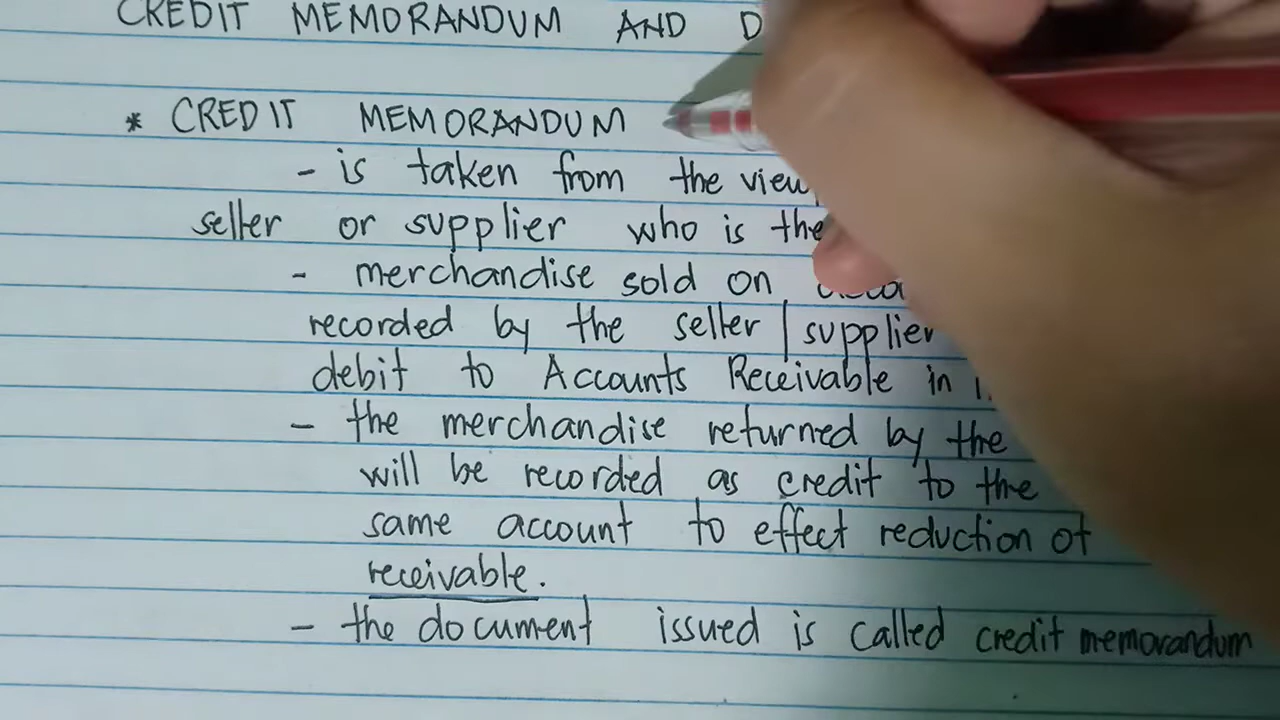 CREDIT MEMORANDUM AND
* CREDIT MEMORANDUM
- is taken from the
seller or supplier who is the
- merchandise sold on
recorded by the seller | supplier
debit to Accounts Receivable in
- the merchandise returned by the
will be recorded as credit to the
same account to effect reduction of
receivable.
- the document issued is called credit memorandum